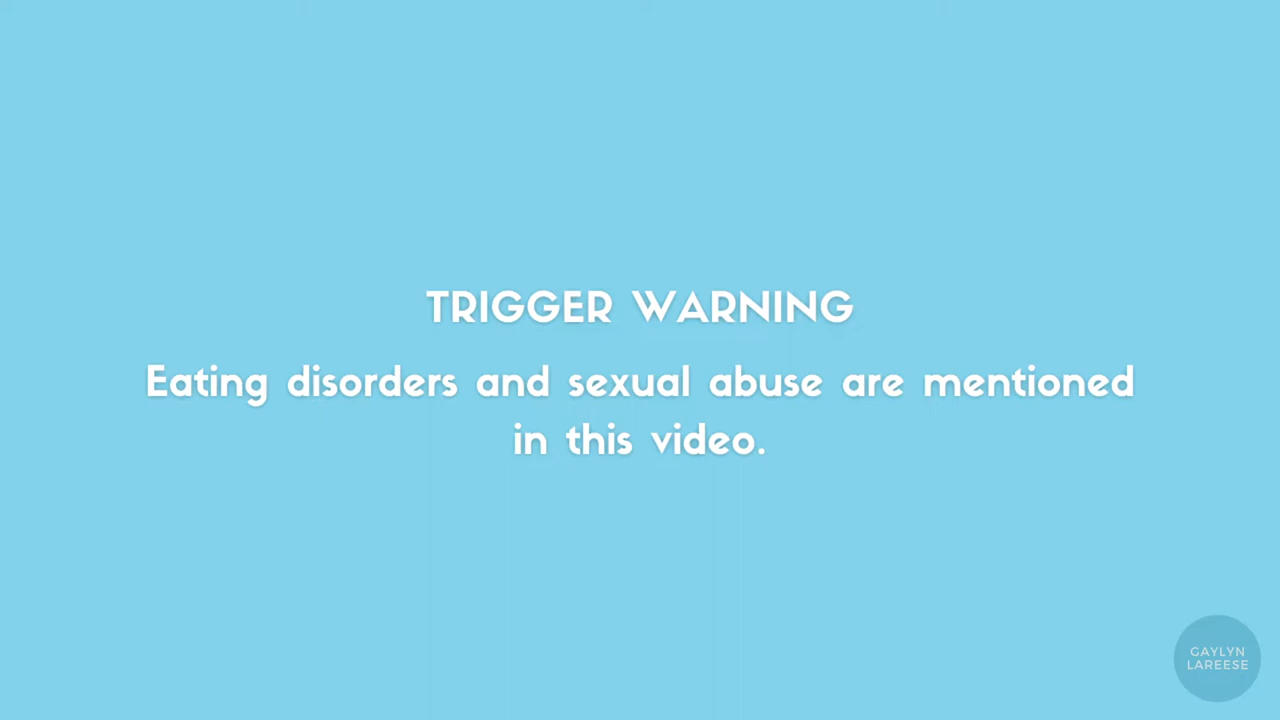 TRIGGER WARNING
Eating disorders and sexual abuse are mentioned
in this video.
GAYLYN
LAREESE